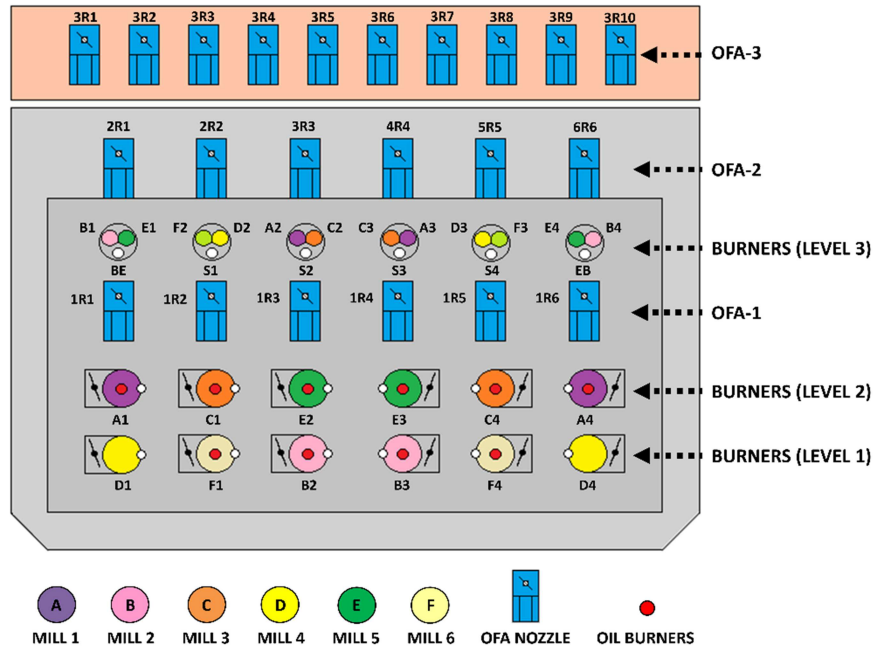 3R1 3R2 3R3 3R4 3R5 3R6 3R7 3R8 3R9 3R10
OFA-3
2R1 2R2 3R3 4R4 5R5 6R6
OFA-2
B1 E1 F2 D2 A2 C2 C3 A3 D3 F3 E4 B4
BURNERS (LEVEL 3)
BE S1 S2 S3 S4 EB
1R1 1R2 1R3 1R4 1R5 1R6
OFA-1
BURNERS (LEVEL 2)
A1 C1 E2 E3 C4 A4
BURNERS (LEVEL 1)
D1 F1 B2 B3 F4 D4
A B C D E F
MILL 1 MILL 2 MILL 3 MILL 4 MILL 5 MILL 6 OFA NOZZLE OIL BURNERS